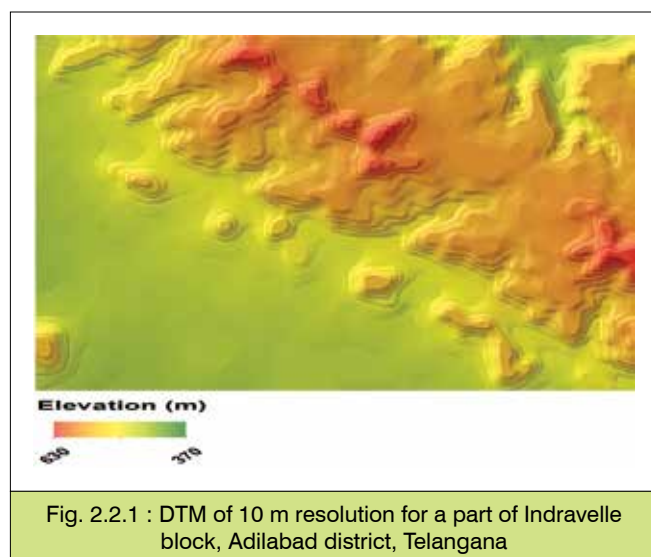 Elevation (m)
630 370
Fig. 2.2.1 : DTM of 10 m resolution for a part of Indravelle
block, Adilabad district, Telangana